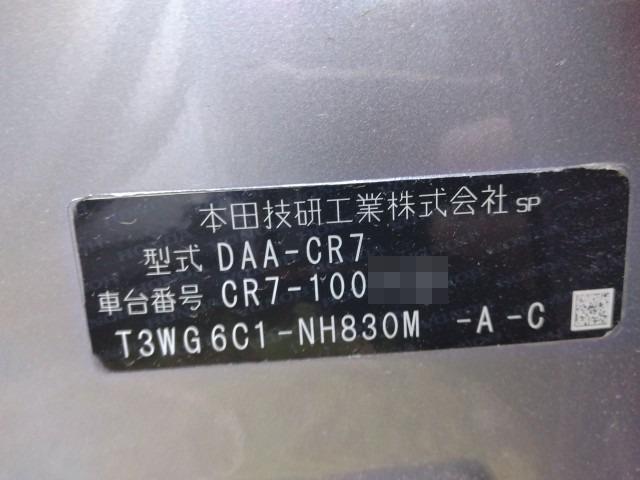 本田技研工業株式会社 SP
型式 DAA-CR7
車台番号 CR7-100
T3WG6C1-NH830M -A-C